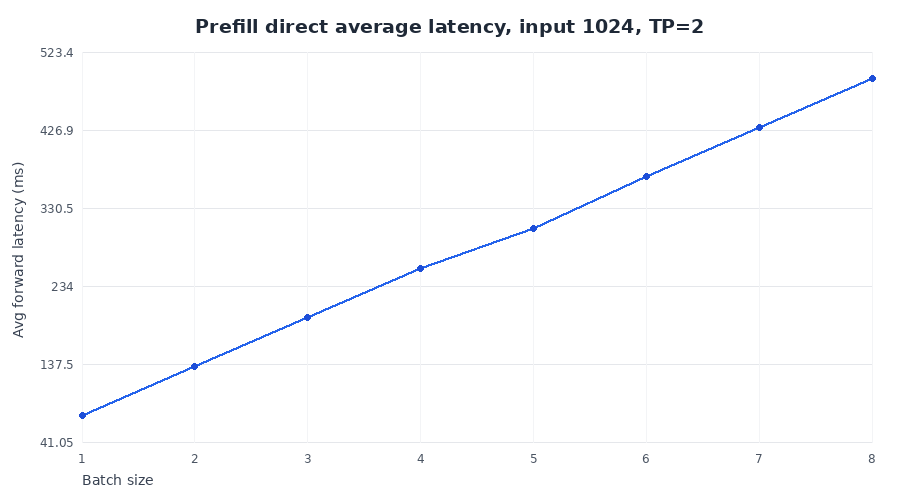 Prefill direct average latency, input 1024, TP=2
523.4
426.9
330.5
234
137.5
41.05
Avg forward latency (ms)
1 2 3 4 5 6 7 8
Batch size